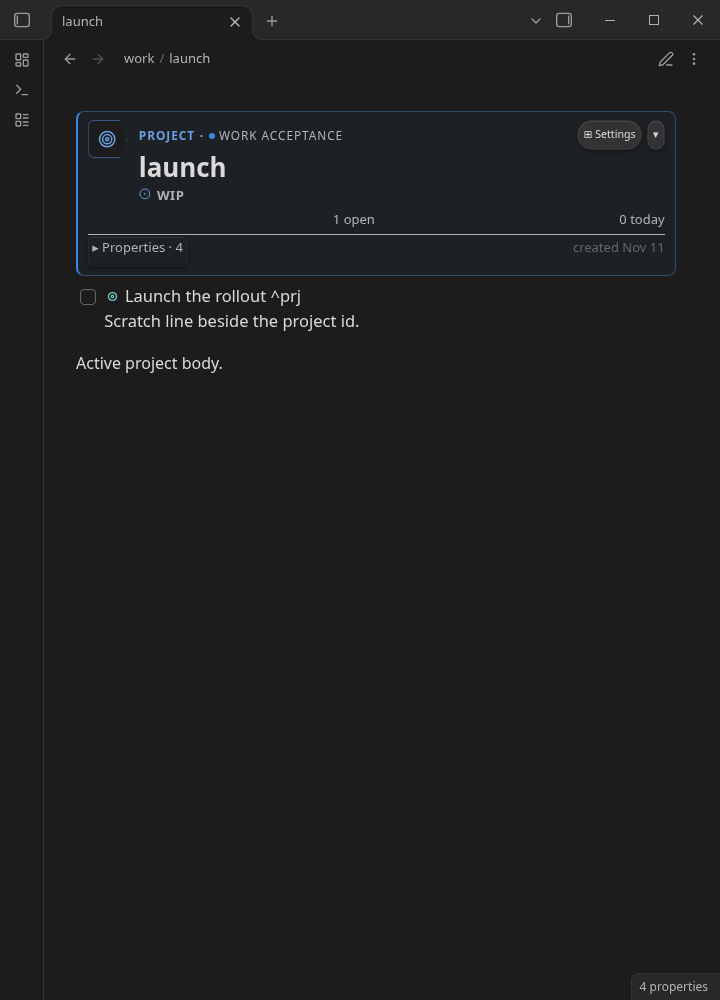 launch
work / launch
PROJECT · WORK ACCEPTANCE
Settings
launch
WIP
1 open
0 today
Properties · 4
created Nov 11
Launch the rollout ^prj
Scratch line beside the project id.
Active project body.
4 properties